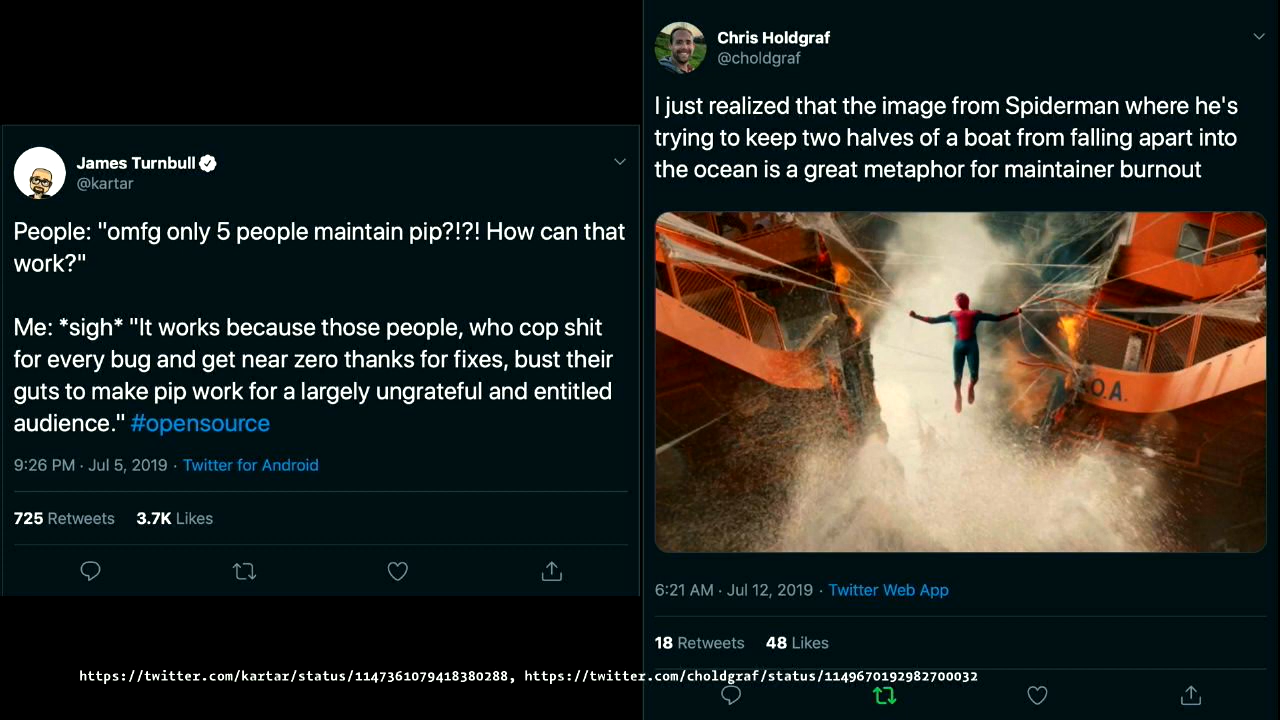 James Turnbull
@kartar
People: "omfg only 5 people maintain pip?!?! How can that
work?"
Me: *sigh* "It works because those people, who cop shit
for every bug and get near zero thanks for fixes, bust their
guts to make pip work for a largely ungrateful and entitled
audience." #opensource
9:26 PM · Jul 5, 2019 · Twitter for Android
725 Retweets 3.7K Likes
Chris Holdgraf
@choldgraf
I just realized that the image from Spiderman where he's
trying to keep two halves of a boat from falling apart into
the ocean is a great metaphor for maintainer burnout
O.A.
6:21 AM · Jul 12, 2019 · Twitter Web App
18 Retweets 48 Likes
https://twitter.com/kartar/status/1147361079418380288, https://twitter.com/choldgraf/status/1149670192982700032